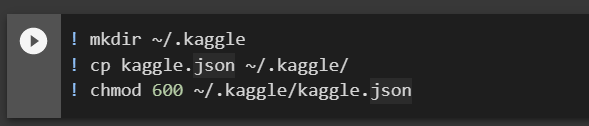 ! mkdir ~/.kaggle
! cp kaggle.json ~/.kaggle/
! chmod 600 ~/.kaggle/kaggle.json